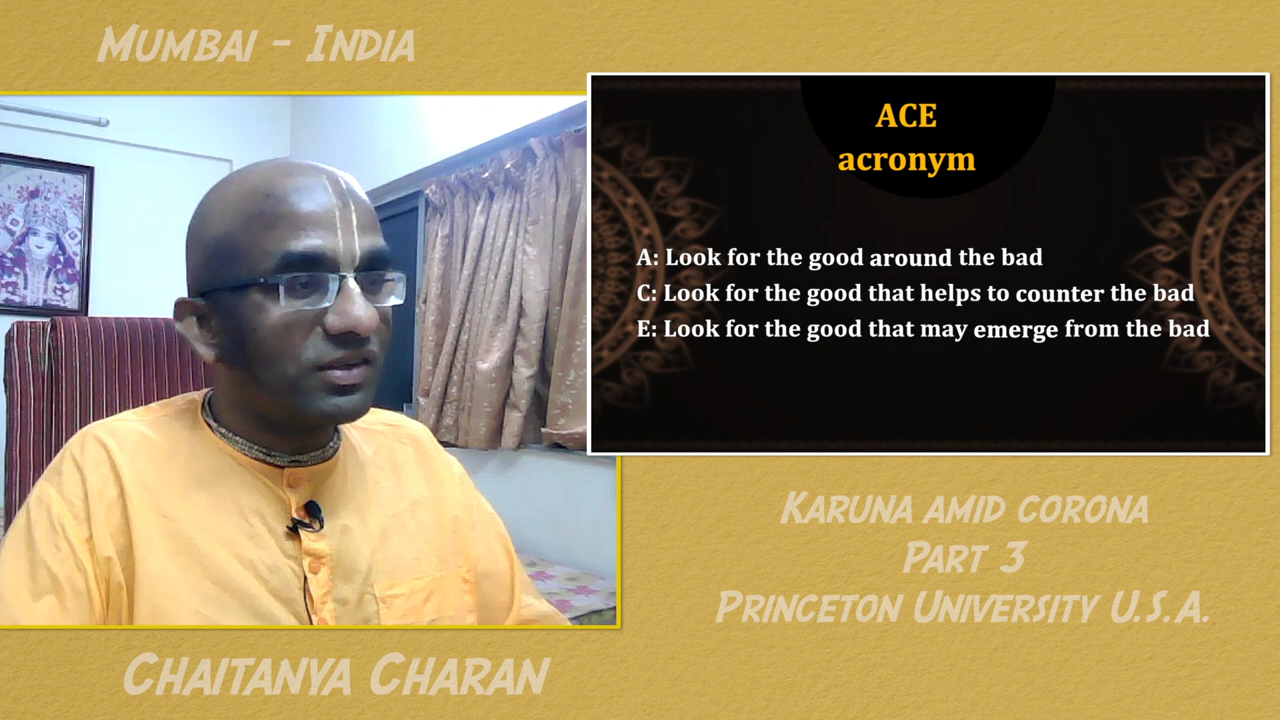 MUMBAI - INDIA
ACE
acronym
A: Look for the good around the bad
C: Look for the good that helps to counter the bad
E: Look for the good that may emerge from the bad
KARUNA AMID CORONA
PART 3
PRINCETON UNIVERSITY U.S.A.
CHAITANYA CHARAN